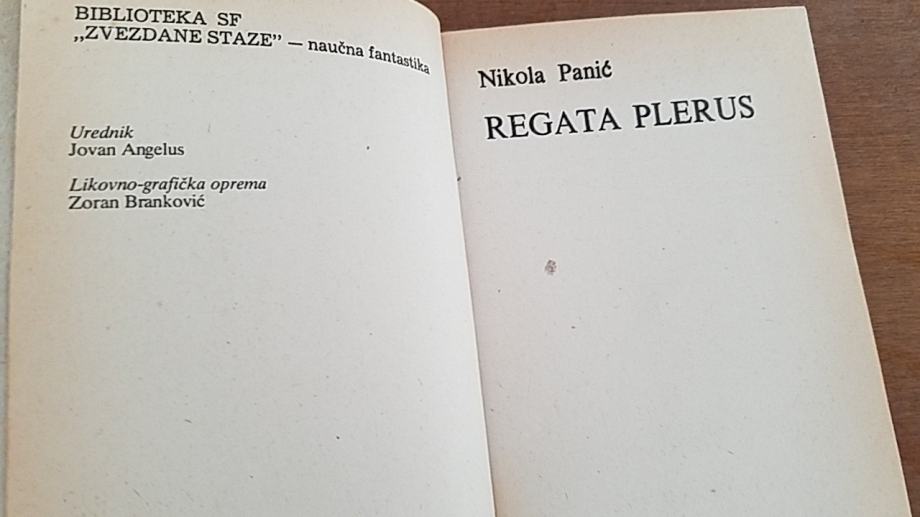 BIBLIOTEKA SF
„ZVEZDANE STAZE” — naučna fantastika
Urednik
Jovan Angelus
Likovno-grafička oprema
Zoran Branković
Nikola Panić
REGATA PLERUS